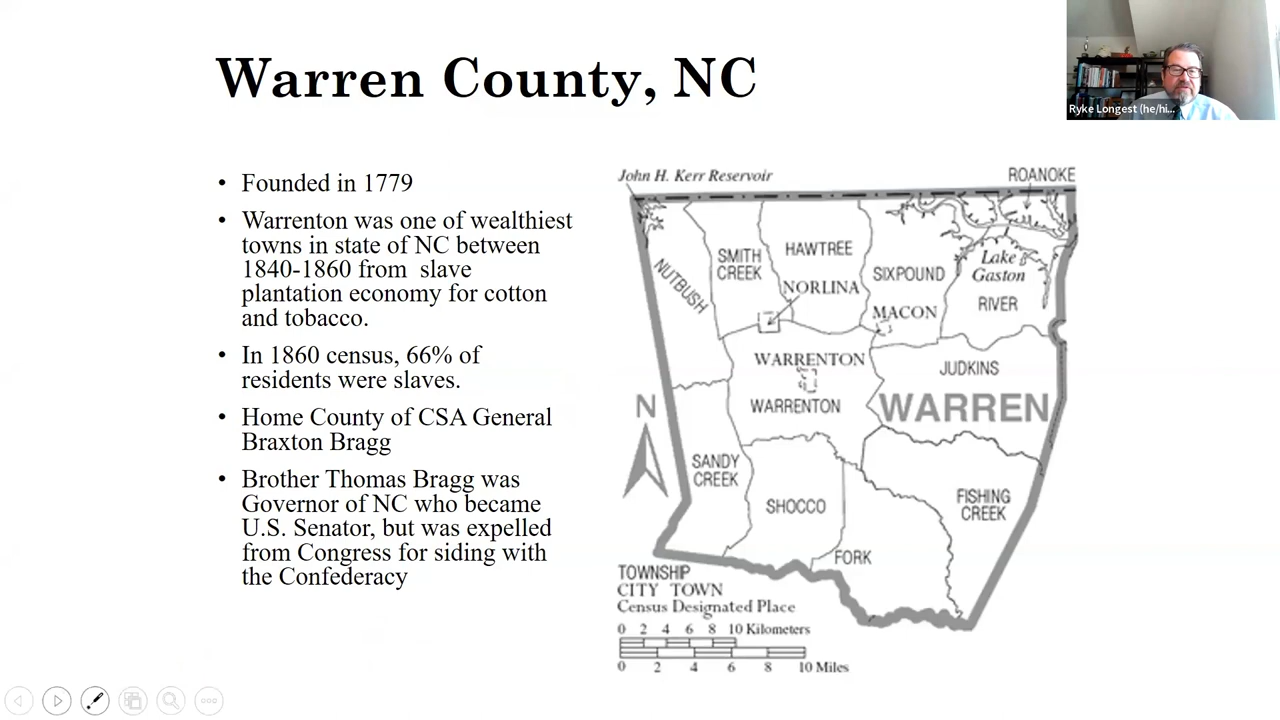 Warren County, NC
Ryke Longest (he/hi...
• Founded in 1779
• Warrenton was one of wealthiest
towns in state of NC between
1840-1860 from slave
plantation economy for cotton
and tobacco.
• In 1860 census, 66% of
residents were slaves.
• Home County of CSA General
Braxton Bragg
• Brother Thomas Bragg was
Governor of NC who became
U.S. Senator, but was expelled
from Congress for siding with
the Confederacy
John H. Kerr Reservoir
ROANOKE
NUTBUSH
SMITH
CREEK
HAWTREE
NORLINA
SIXPOUND
MACON
Lake
Gaston
RIVER
WARRENTON
WARRENTON
JUDKINS
WARREN
N
SANDY
CREEK
SHOCCO
FISHING
CREEK
FORK
TOWNSHIP
CITY TOWN
Census Designated Place
0 2 4 6 8 10 Kilometers
0 2 4 6 8 10 Miles